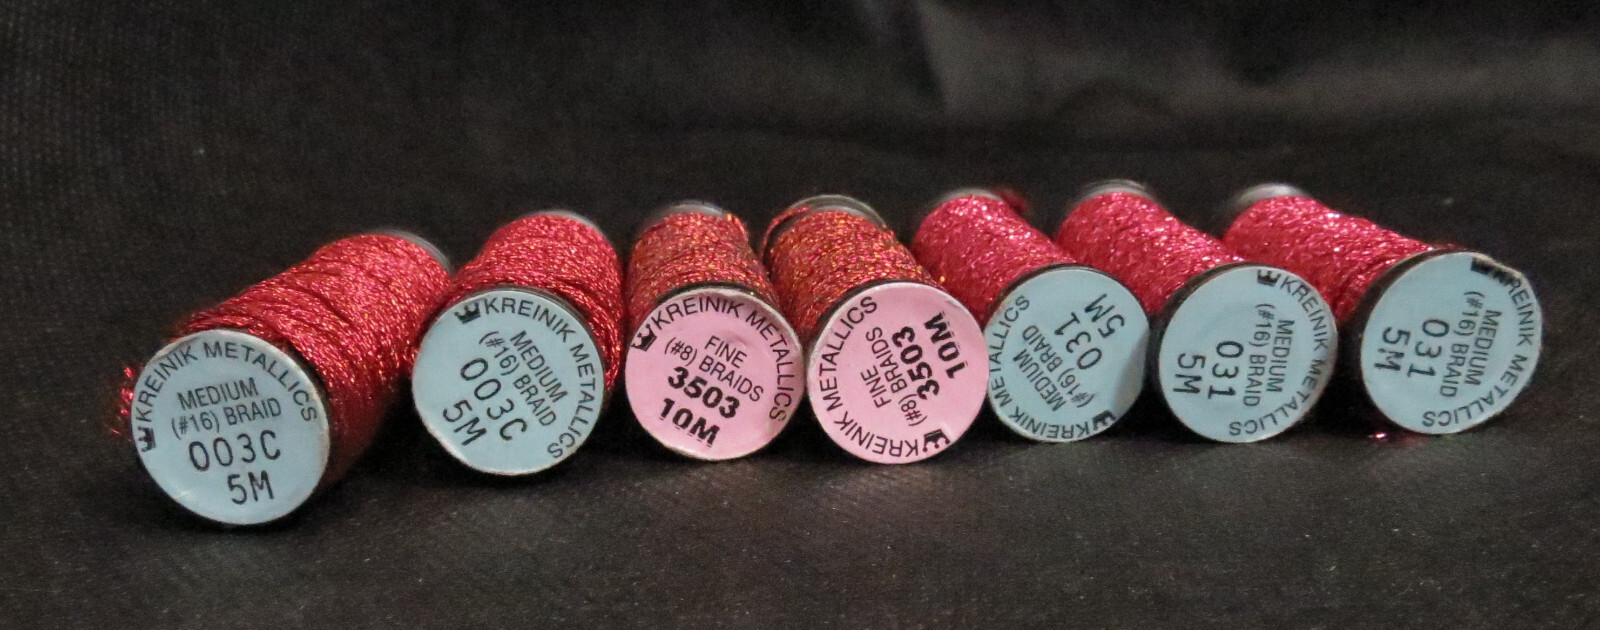 KREINIK METALLICS
MEDIUM
(#16) BRAID
003C
5M
KREINIK METALLICS
MEDIUM
(#16) BRAID
003C
5M
KREINIK METALLICS
FINE
(#8) BRAIDS
3503
10M
KREINIK METALLICS
FINE
(#8) BRAIDS
3503
10M
KREINIK METALLICS
MEDIUM
(#16) BRAID
031
5M
KREINIK METALLICS
MEDIUM
(#16) BRAID
031
5M
KREINIK METALLICS
MEDIUM
(#16) BRAID
031
5M